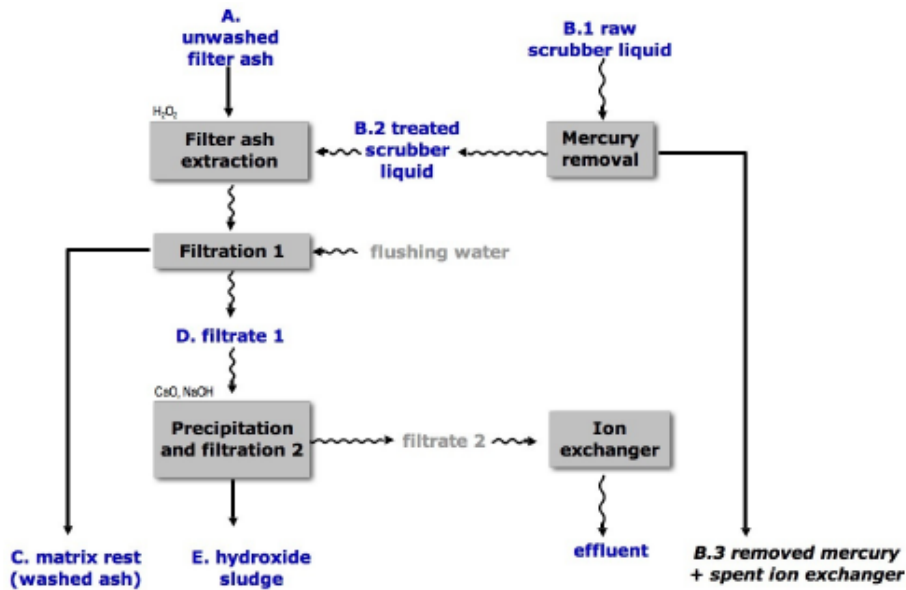 A.
unwashed
filter ash
B.1 raw
scrubber liquid
H₂O₂
Filter ash
extraction
B.2 treated
scrubber
liquid
Mercury
removal
Filtration 1
flushing water
D. filtrate 1
CaO, NaOH
Precipitation
and filtration 2
filtrate 2
Ion
exchanger
C. matrix rest
(washed ash)
E. hydroxide
sludge
effluent
B.3 removed mercury
+ spent ion exchanger